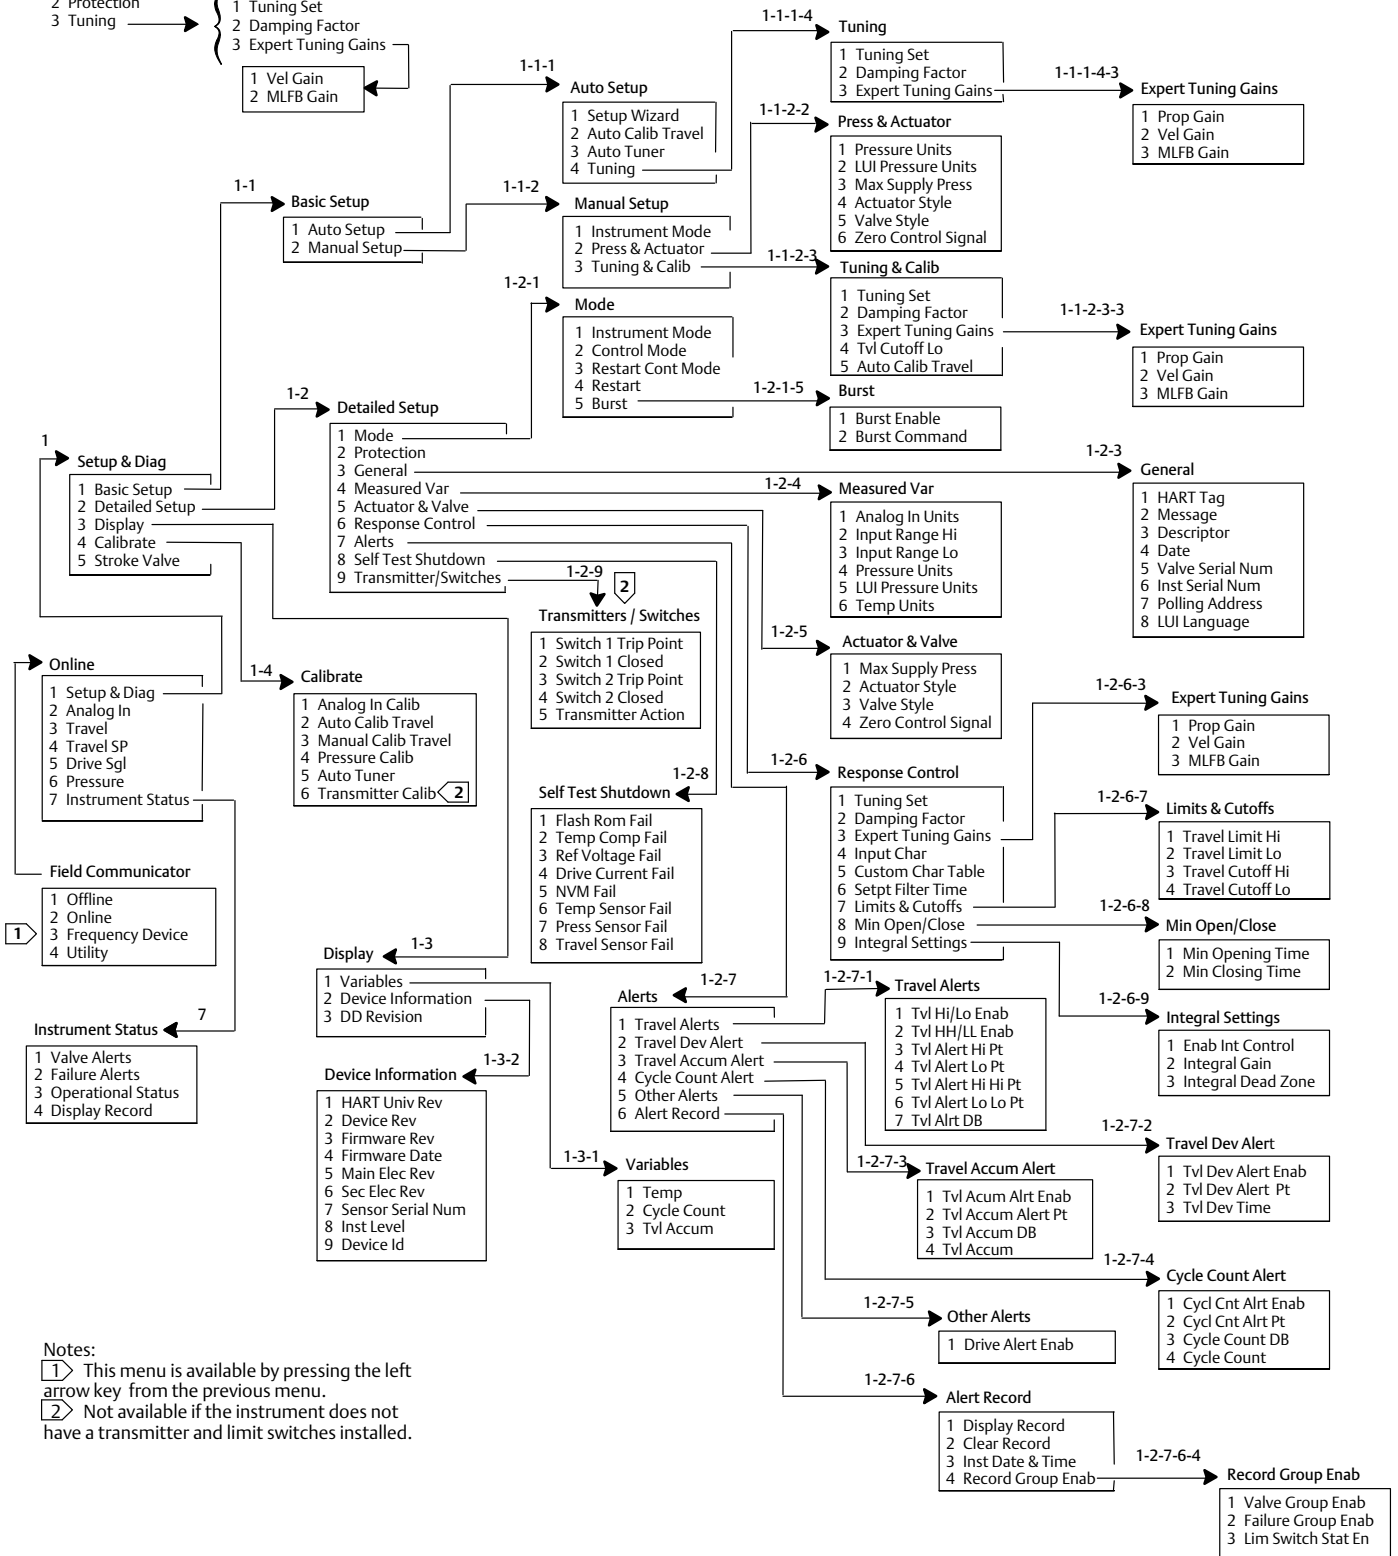 2 Protection
3 Tuning
1 Tuning Set
2 Damping Factor
3 Expert Tuning Gains
1 Vel Gain
2 MLFB Gain
1-1-1
Auto Setup
1 Setup Wizard
2 Auto Calib Travel
3 Auto Tuner
4 Tuning
1-1-1-4
Tuning
1 Tuning Set
2 Damping Factor
3 Expert Tuning Gains
1-1-1-4-3
Expert Tuning Gains
1 Prop Gain
2 Vel Gain
3 MLFB Gain
1-1-2-2
Press & Actuator
1 Pressure Units
2 LUI Pressure Units
3 Max Supply Press
4 Actuator Style
5 Valve Style
6 Zero Control Signal
1-1
Basic Setup
1 Auto Setup
2 Manual Setup
1-1-2
Manual Setup
1 Instrument Mode
2 Press & Actuator
3 Tuning & Calib
1-1-2-3
Tuning & Calib
1 Tuning Set
2 Damping Factor
3 Expert Tuning Gains
4 Tvl Cutoff Lo
5 Auto Calib Travel
1-1-2-3-3
Expert Tuning Gains
1 Prop Gain
2 Vel Gain
3 MLFB Gain
1-2-1
Mode
1 Instrument Mode
2 Control Mode
3 Restart Cont Mode
4 Restart
5 Burst
1-2-1-5
Burst
1 Burst Enable
2 Burst Command
1-2
Detailed Setup
1 Mode
2 Protection
3 General
4 Measured Var
5 Actuator & Valve
6 Response Control
7 Alerts
8 Self Test Shutdown
9 Transmitter/Switches
1
Setup & Diag
1 Basic Setup
2 Detailed Setup
3 Display
4 Calibrate
5 Stroke Valve
1-2-3
General
1 HART Tag
2 Message
3 Descriptor
4 Date
5 Valve Serial Num
6 Inst Serial Num
7 Polling Address
8 LUI Language
1-2-4
Measured Var
1 Analog In Units
2 Input Range Hi
3 Input Range Lo
4 Pressure Units
5 LUI Pressure Units
6 Temp Units
1-2-9
2
Transmitters / Switches
1 Switch 1 Trip Point
2 Switch 1 Closed
3 Switch 2 Trip Point
4 Switch 2 Closed
5 Transmitter Action
1-2-5
Actuator & Valve
1 Max Supply Press
2 Actuator Style
3 Valve Style
4 Zero Control Signal
Online
1 Setup & Diag
2 Analog In
3 Travel
4 Travel SP
5 Drive Sgl
6 Pressure
7 Instrument Status
1-4
Calibrate
1 Analog In Calib
2 Auto Calib Travel
3 Manual Calib Travel
4 Pressure Calib
5 Auto Tuner
6 Transmitter Calib
2
1-2-6-3
Expert Tuning Gains
1 Prop Gain
2 Vel Gain
3 MLFB Gain
1-2-6
Response Control
1 Tuning Set
2 Damping Factor
3 Expert Tuning Gains
4 Input Char
5 Custom Char Table
6 Setpt Filter Time
7 Limits & Cutoffs
8 Min Open/Close
9 Integral Settings
1-2-8
Self Test Shutdown
1 Flash Rom Fail
2 Temp Comp Fail
3 Ref Voltage Fail
4 Drive Current Fail
5 NVM Fail
6 Temp Sensor Fail
7 Press Sensor Fail
8 Travel Sensor Fail
1-2-6-7
Limits & Cutoffs
1 Travel Limit Hi
2 Travel Limit Lo
3 Travel Cutoff Hi
4 Travel Cutoff Lo
1-2-6-8
Min Open/Close
1 Min Opening Time
2 Min Closing Time
1-2-6-9
Integral Settings
1 Enab Int Control
2 Integral Gain
3 Integral Dead Zone
Field Communicator
1 Offline
2 Online
3 Frequency Device
4 Utility
1
1-3
Display
1 Variables
2 Device Information
3 DD Revision
7
Instrument Status
1 Valve Alerts
2 Failure Alerts
3 Operational Status
4 Display Record
1-3-2
Device Information
1 HART Univ Rev
2 Device Rev
3 Firmware Rev
4 Firmware Date
5 Main Elec Rev
6 Sec Elec Rev
7 Sensor Serial Num
8 Inst Level
9 Device Id
1-3-1
Variables
1 Temp
2 Cycle Count
3 Tvl Accum
1-2-7
Alerts
1 Travel Alerts
2 Travel Dev Alert
3 Travel Accum Alert
4 Cycle Count Alert
5 Other Alerts
6 Alert Record
1-2-7-1
Travel Alerts
1 Tvl Hi/Lo Enab
2 Tvl HH/LL Enab
3 Tvl Alert Hi Pt
4 Tvl Alert Lo Pt
5 Tvl Alert Hi Hi Pt
6 Tvl Alert Lo Lo Pt
7 Tvl Alrt DB
1-2-7-2
Travel Dev Alert
1 Tvl Dev Alert Enab
2 Tvl Dev Alert Pt
3 Tvl Dev Time
1-2-7-3
Travel Accum Alert
1 Tvl Acum Alrt Enab
2 Tvl Accum Alert Pt
3 Tvl Accum DB
4 Tvl Accum
1-2-7-4
Cycle Count Alert
1 Cycl Cnt Alrt Enab
2 Cycl Cnt Alrt Pt
3 Cycle Count DB
4 Cycle Count
1-2-7-5
Other Alerts
1 Drive Alert Enab
1-2-7-6
Alert Record
1 Display Record
2 Clear Record
3 Inst Date & Time
4 Record Group Enab
1-2-7-6-4
Record Group Enab
1 Valve Group Enab
2 Failure Group Enab
3 Lim Switch Stat En
Notes:
1 This menu is available by pressing the left
arrow key from the previous menu.
2 Not available if the instrument does not
have a transmitter and limit switches installed.